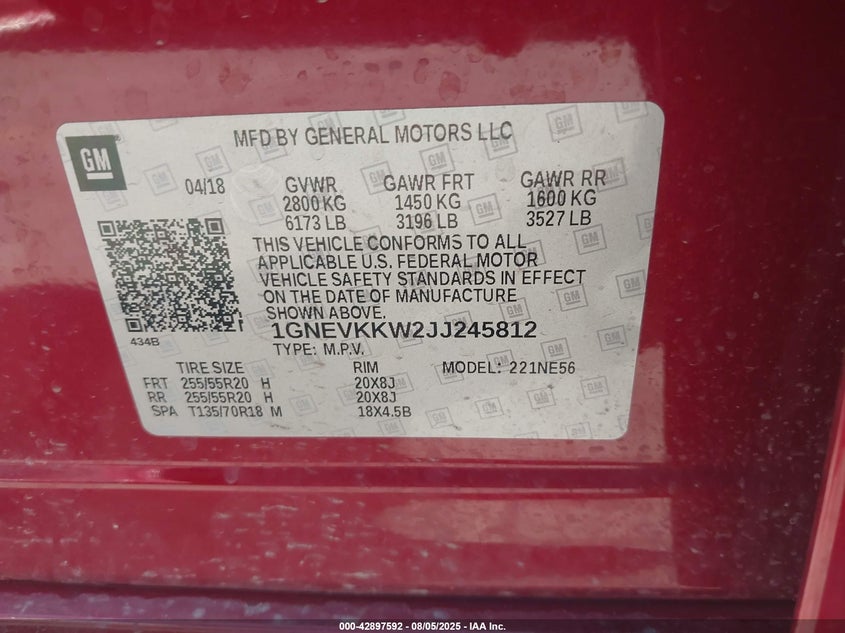 GM
MFD BY GENERAL MOTORS LLC
04/18 GVWR GAWR FRT GAWR RR
2800 KG 1450 KG 1600 KG
6173 LB 3196 LB 3527 LB
THIS VEHICLE CONFORMS TO ALL
APPLICABLE U.S. FEDERAL MOTOR
VEHICLE SAFETY STANDARDS IN EFFECT
ON THE DATE OF MANUFACTURE
SHOWN ABOVE.
434B
1GNEVKKW2JJ245812
TYPE: M.P.V. MODEL: 221NE56
TIRE SIZE RIM
FRT 255/55R20 H 20X8J
RR 255/55R20 H 20X8J
SPA T135/70R18 M 18X4.5B
000-42897592 - 08/05/2025 - IAA Inc.